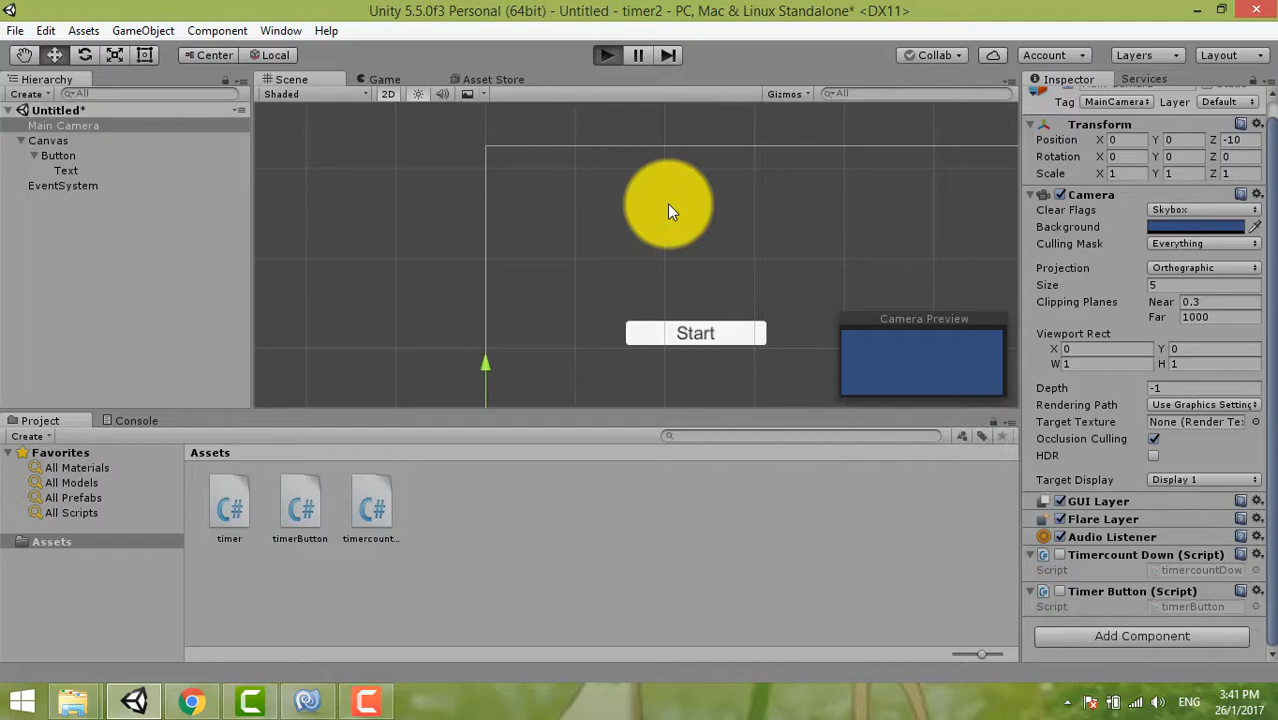 Unity 5.5.0f3 Personal (64bit) - Untitled - timer2 - PC, Mac & Linux Standalone* <DX11>
File Edit Assets GameObject Component Window Help
Center Local Collab Account Layers Layout
Hierarchy
Create All
Untitled*
Main Camera
Canvas
Button
Text
EventSystem
Scene Game Asset Store
Shaded 2D Gizmos All
Start
Camera Preview
Inspector Services
Tag MainCamera Layer Default
Transform
Position X 0 Y 0 Z -10
Rotation X 0 Y 0 Z 0
Scale X 1 Y 1 Z 1
Camera
Clear Flags Skybox
Background
Culling Mask Everything
Projection Orthographic
Size 5
Clipping Planes Near 0.3
Far 1000
Viewport Rect
X 0 Y 0
W 1 H 1
Depth -1
Rendering Path Use Graphics Setting
Target Texture None (Render Te:
Occlusion Culling
HDR
Target Display Display 1
GUI Layer
Flare Layer
Audio Listener
Timercount Down (Script)
Script timercountDow
Timer Button (Script)
Script timerButton
Add Component
Project Console
Create
Favorites
All Materials
All Models
All Prefabs
All Scripts
Assets
Assets
timer timerButton timercount...
ENG
3:41 PM
26/1/2017